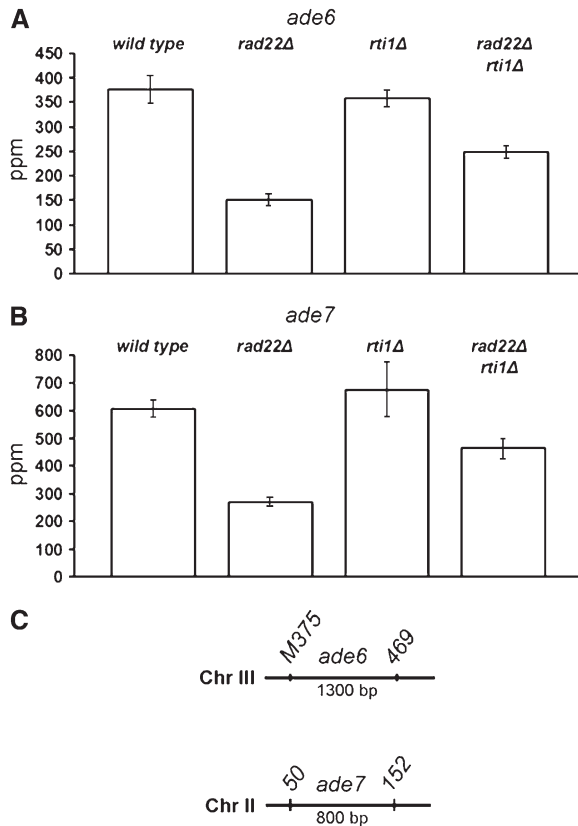 A
ade6
wild type rad22Δ rti1Δ rad22Δ
rti1Δ
450
400
350
300
250
200
150
100
50
0
ppm
B
ade7
wild type rad22Δ rti1Δ rad22Δ
rti1Δ
800
700
600
500
400
300
200
100
0
ppm
C
M375 ade6 469
Chr III
1300 bp
50 ade7 152
Chr II
800 bp